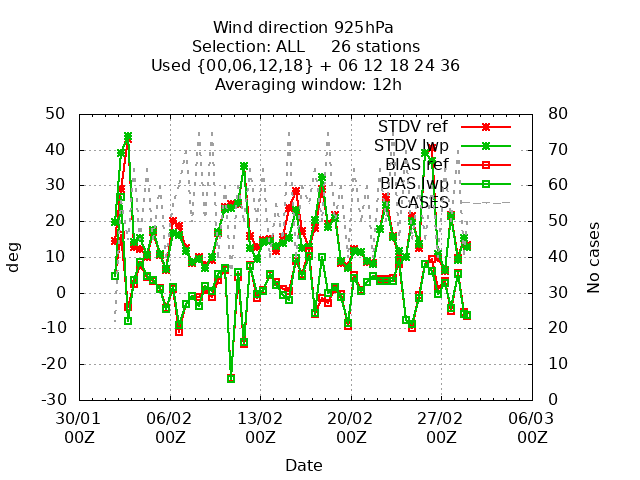 Wind direction 925hPa
Selection: ALL 26 stations
Used {00,06,12,18} + 06 12 18 24 36
Averaging window: 12h
50 80
STDV ref
40 70
STDV lwp
BIAS ref
30 60
BIAS lwp
CASES
20 50
10 40
0 30
-10 20
-20 10
-30 0
deg
No cases
30/01 06/02 13/02 20/02 27/02 06/03
00Z 00Z 00Z 00Z 00Z 00Z
Date